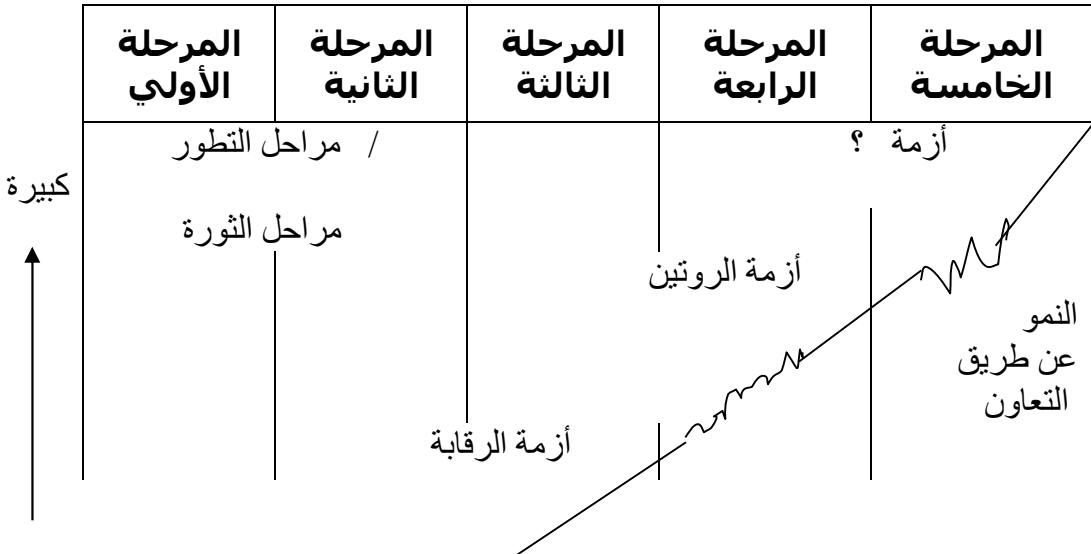 المرحلة الأولي
المرحلة الثانية
المرحلة الثالثة
المرحلة الرابعة
المرحلة الخامسة
/ مراحل التطور
أزمة ؟
كبيرة
مراحل الثورة
أزمة الروتين
النمو
عن طريق
التعاون
أزمة الرقابة